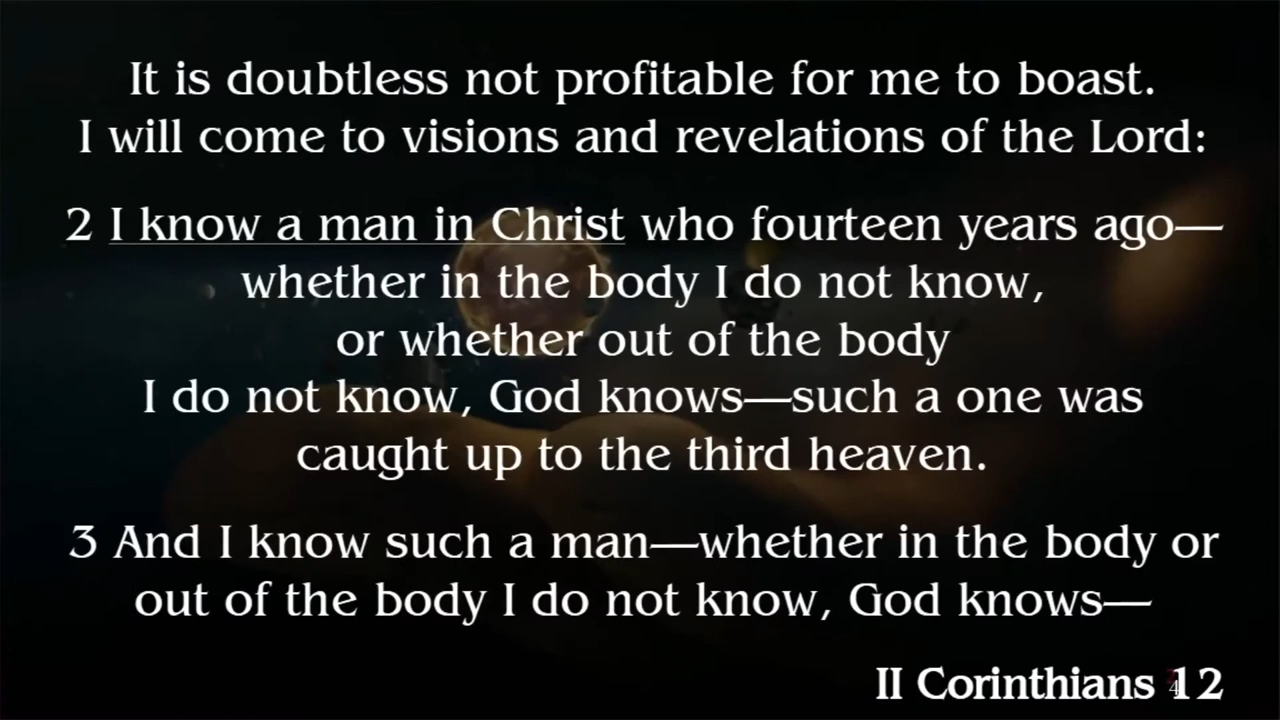 It is doubtless not profitable for me to boast.
I will come to visions and revelations of the Lord:
2 I know a man in Christ who fourteen years ago—
whether in the body I do not know,
or whether out of the body
I do not know, God knows—such a one was
caught up to the third heaven.
3 And I know such a man—whether in the body or
out of the body I do not know, God knows—
II Corinthians 12
4